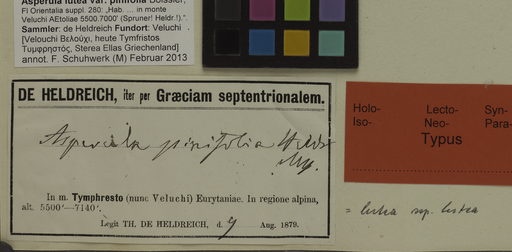 Asperula lutea var. pinifolia Boissier,
Fl Orientalia suppl. 280: „Hab. ... in monte
Veluchi AEtoliae 5500.7000' (Spruner! Heldr.!)."
Sammler: de Heldreich Fundort: Veluchi
[Velouchi Βελούχι, heute Tymfristos
Τυμφρηστός, Sterea Ellas Griechenland]
annot. F. Schuhwerk (M) Februar 2013
DE HELDREICH, iter per Græciam septentrionalem.
Asperula pinifolia Heldr.
In m. Tymphresto (nunc Veluchi) Eurytaniae. In regione alpina,
alt. 5500'—7140'.
Legit TH. DE HELDREICH, d. 9 Aug. 1879.
Holo- Lecto- Syn-
Iso- Neo- Para-
Typus
= lutea ssp. lutea